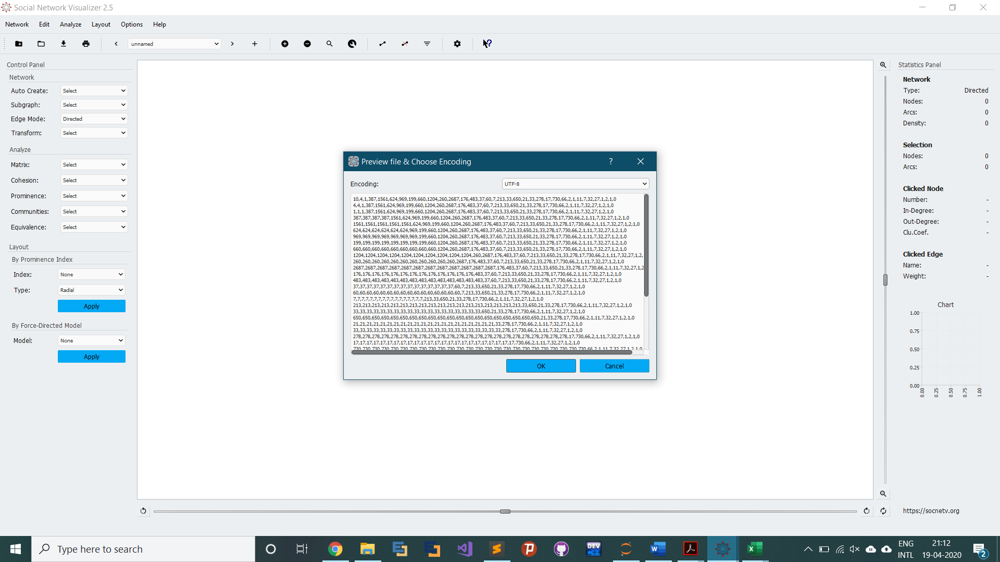 Social Network Visualizer 2.5
Network Edit Analyze Layout Options Help
unnamed
Control Panel
Network
Auto Create: Select
Subgraph: Select
Edge Mode: Directed
Transform: Select
Analyze
Matrix: Select
Cohesion: Select
Prominence: Select
Communities: Select
Equivalence: Select
Layout
By Prominence Index
Index: None
Type: Radial
Apply
By Force-Directed Model
Model: None
Apply
Preview file & Choose Encoding
Encoding: UTF-8
10,4,1,387,1561,624,969,199,660,1204,260,2687,176,483,37,60,7,213,33,650,21,33,278,17,730,66,2,1,11,7,32,27,1,2,1,0
4,4,1,387,1561,624,969,199,660,1204,260,2687,176,483,37,60,7,213,33,650,21,33,278,17,730,66,2,1,11,7,32,27,1,2,1,0
1,1,1,387,1561,624,969,199,660,1204,260,2687,176,483,37,60,7,213,33,650,21,33,278,17,730,66,2,1,11,7,32,27,1,2,1,0
387,387,387,387,1561,624,969,199,660,1204,260,2687,176,483,37,60,7,213,33,650,21,33,278,17,730,66,2,1,11,7,32,27,1,2,1,0
1561,1561,1561,1561,1561,624,969,199,660,1204,260,2687,176,483,37,60,7,213,33,650,21,33,278,17,730,66,2,1,11,7,32,27,1,2,1,0
624,624,624,624,624,624,969,199,660,1204,260,2687,176,483,37,60,7,213,33,650,21,33,278,17,730,66,2,1,11,7,32,27,1,2,1,0
969,969,969,969,969,969,969,199,660,1204,260,2687,176,483,37,60,7,213,33,650,21,33,278,17,730,66,2,1,11,7,32,27,1,2,1,0
199,199,199,199,199,199,199,199,660,1204,260,2687,176,483,37,60,7,213,33,650,21,33,278,17,730,66,2,1,11,7,32,27,1,2,1,0
660,660,660,660,660,660,660,660,660,1204,260,2687,176,483,37,60,7,213,33,650,21,33,278,17,730,66,2,1,11,7,32,27,1,2,1,0
1204,1204,1204,1204,1204,1204,1204,1204,1204,1204,260,2687,176,483,37,60,7,213,33,650,21,33,278,17,730,66,2,1,11,7,32,27,1,2,
260,260,260,260,260,260,260,260,260,260,260,2687,176,483,37,60,7,213,33,650,21,33,278,17,730,66,2,1,11,7,32,27,1,2,1,0
2687,2687,2687,2687,2687,2687,2687,2687,2687,2687,2687,2687,176,483,37,60,7,213,33,650,21,33,278,17,730,66,2,1,11,7,32,27,1,2
176,176,176,176,176,176,176,176,176,176,176,176,176,483,37,60,7,213,33,650,21,33,278,17,730,66,2,1,11,7,32,27,1,2,1,0
483,483,483,483,483,483,483,483,483,483,483,483,483,483,37,60,7,213,33,650,21,33,278,17,730,66,2,1,11,7,32,27,1,2,1,0
37,37,37,37,37,37,37,37,37,37,37,37,37,37,37,60,7,213,33,650,21,33,278,17,730,66,2,1,11,7,32,27,1,2,1,0
60,60,60,60,60,60,60,60,60,60,60,60,60,60,60,60,7,213,33,650,21,33,278,17,730,66,2,1,11,7,32,27,1,2,1,0
7,7,7,7,7,7,7,7,7,7,7,7,7,7,7,7,7,213,33,650,21,33,278,17,730,66,2,1,11,7,32,27,1,2,1,0
213,213,213,213,213,213,213,213,213,213,213,213,213,213,213,213,213,213,33,650,21,33,278,17,730,66,2,1,11,7,32,27,1,2,1,0
33,33,33,33,33,33,33,33,33,33,33,33,33,33,33,33,33,33,33,650,21,33,278,17,730,66,2,1,11,7,32,27,1,2,1,0
650,650,650,650,650,650,650,650,650,650,650,650,650,650,650,650,650,650,650,650,21,33,278,17,730,66,2,1,11,7,32,27,1,2,1,0
21,21,21,21,21,21,21,21,21,21,21,21,21,21,21,21,21,21,21,21,21,33,278,17,730,66,2,1,11,7,32,27,1,2,1,0
33,33,33,33,33,33,33,33,33,33,33,33,33,33,33,33,33,33,33,33,33,33,278,17,730,66,2,1,11,7,32,27,1,2,1,0
278,278,278,278,278,278,278,278,278,278,278,278,278,278,278,278,278,278,278,278,278,278,278,17,730,66,2,1,11,7,32,27,1,2,1,0
17,17,17,17,17,17,17,17,17,17,17,17,17,17,17,17,17,17,17,17,17,17,17,17,730,66,2,1,11,7,32,27,1,2,1,0
730,730,730,730,730,730,730,730,730,730,730,730,730,730,730,730,730,730,730,730,730,730,730,730,730,66,2,1,11,7,32,27,1,2,1,0
OK Cancel
Statistics Panel
Network
Type: Directed
Nodes: 0
Arcs: 0
Density: 0
Selection
Nodes: 0
Arcs: 0
Clicked Node
Number: -
In-Degree: -
Out-Degree: -
Clu.Coef. -
Clicked Edge
Name: -
Weight: -
Chart
1.00
0.75
0.50
0.25
0.00
0.00 0.25 0.50 0.75 1.00
https://socnetv.org
Type here to search
DEV C++
ENG
INTL
21:12
19-04-2020
2